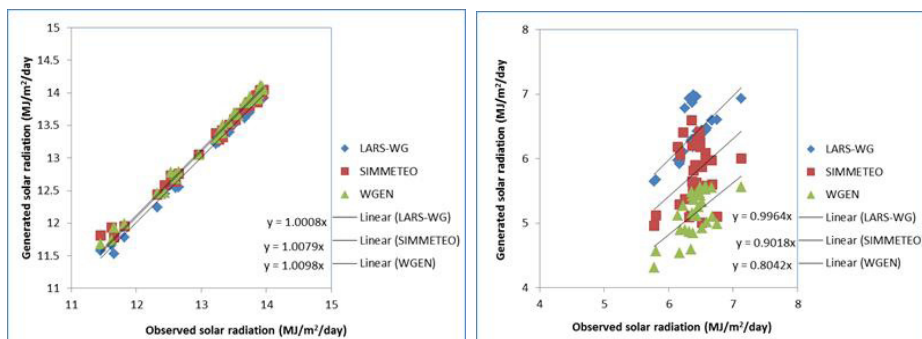 15
14.5
14
13.5
13
12.5
12
11.5
11
11
12
13
14
15
Generated solar radiation (MJ/m²/day)
Observed solar radiation (MJ/m²/day)
LARS-WG
SIMMETEO
WGEN
Linear (LARS-WG)
Linear (SIMMETEO)
Linear (WGEN)
y = 1.0008x
y = 1.0079x
y = 1.0098x
8
7
6
5
4
4
5
6
7
8
Generated solar radiation (MJ/m²/day)
Observed solar radiation (MJ/m²/day)
LARS-WG
SIMMETEO
WGEN
Linear (LARS-WG)
Linear (SIMMETEO)
Linear (WGEN)
y = 0.9964x
y = 0.9018x
y = 0.8042x